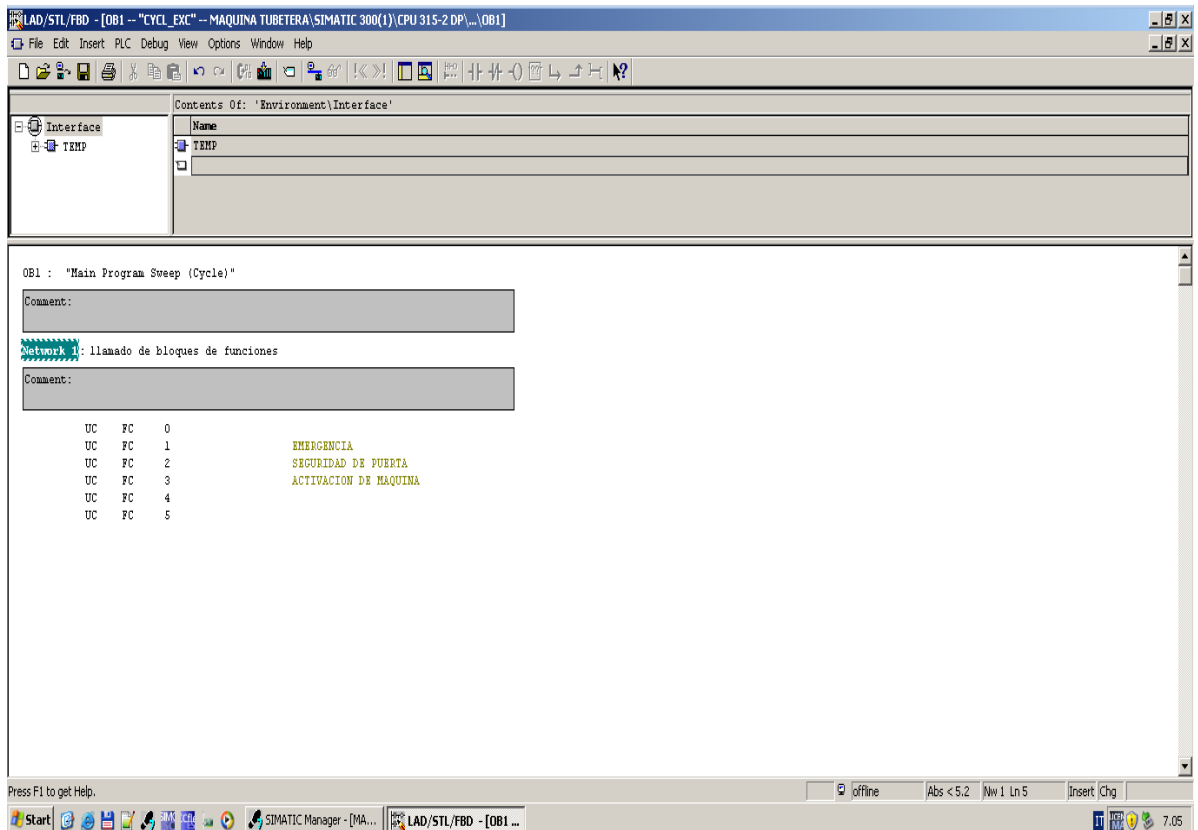 LAD/STL/FBD - [OB1 -- "CYCL_EXC" -- MAQUINA TUBETERA\SIMATIC 300(1)\CPU 315-2 DP\...\OB1]
File Edit Insert PLC Debug View Options Window Help
Contents Of: 'Environment\Interface'
Interface
Name
TEMP
TEMP
OB1 : "Main Program Sweep (Cycle)"
Comment:
Network 1: llamado de bloques de funciones
Comment:
UC FC 0
UC FC 1 EMERGENCIA
UC FC 2 SEGURIDAD DE PUERTA
UC FC 3 ACTIVACION DE MAQUINA
UC FC 4
UC FC 5
Press F1 to get Help.
offline
Abs < 5.2
Nw 1 Ln 5
Insert
Chg
Start
SIMATIC Manager - [MA...
LAD/STL/FBD - [OB1 ...
IT
7.05